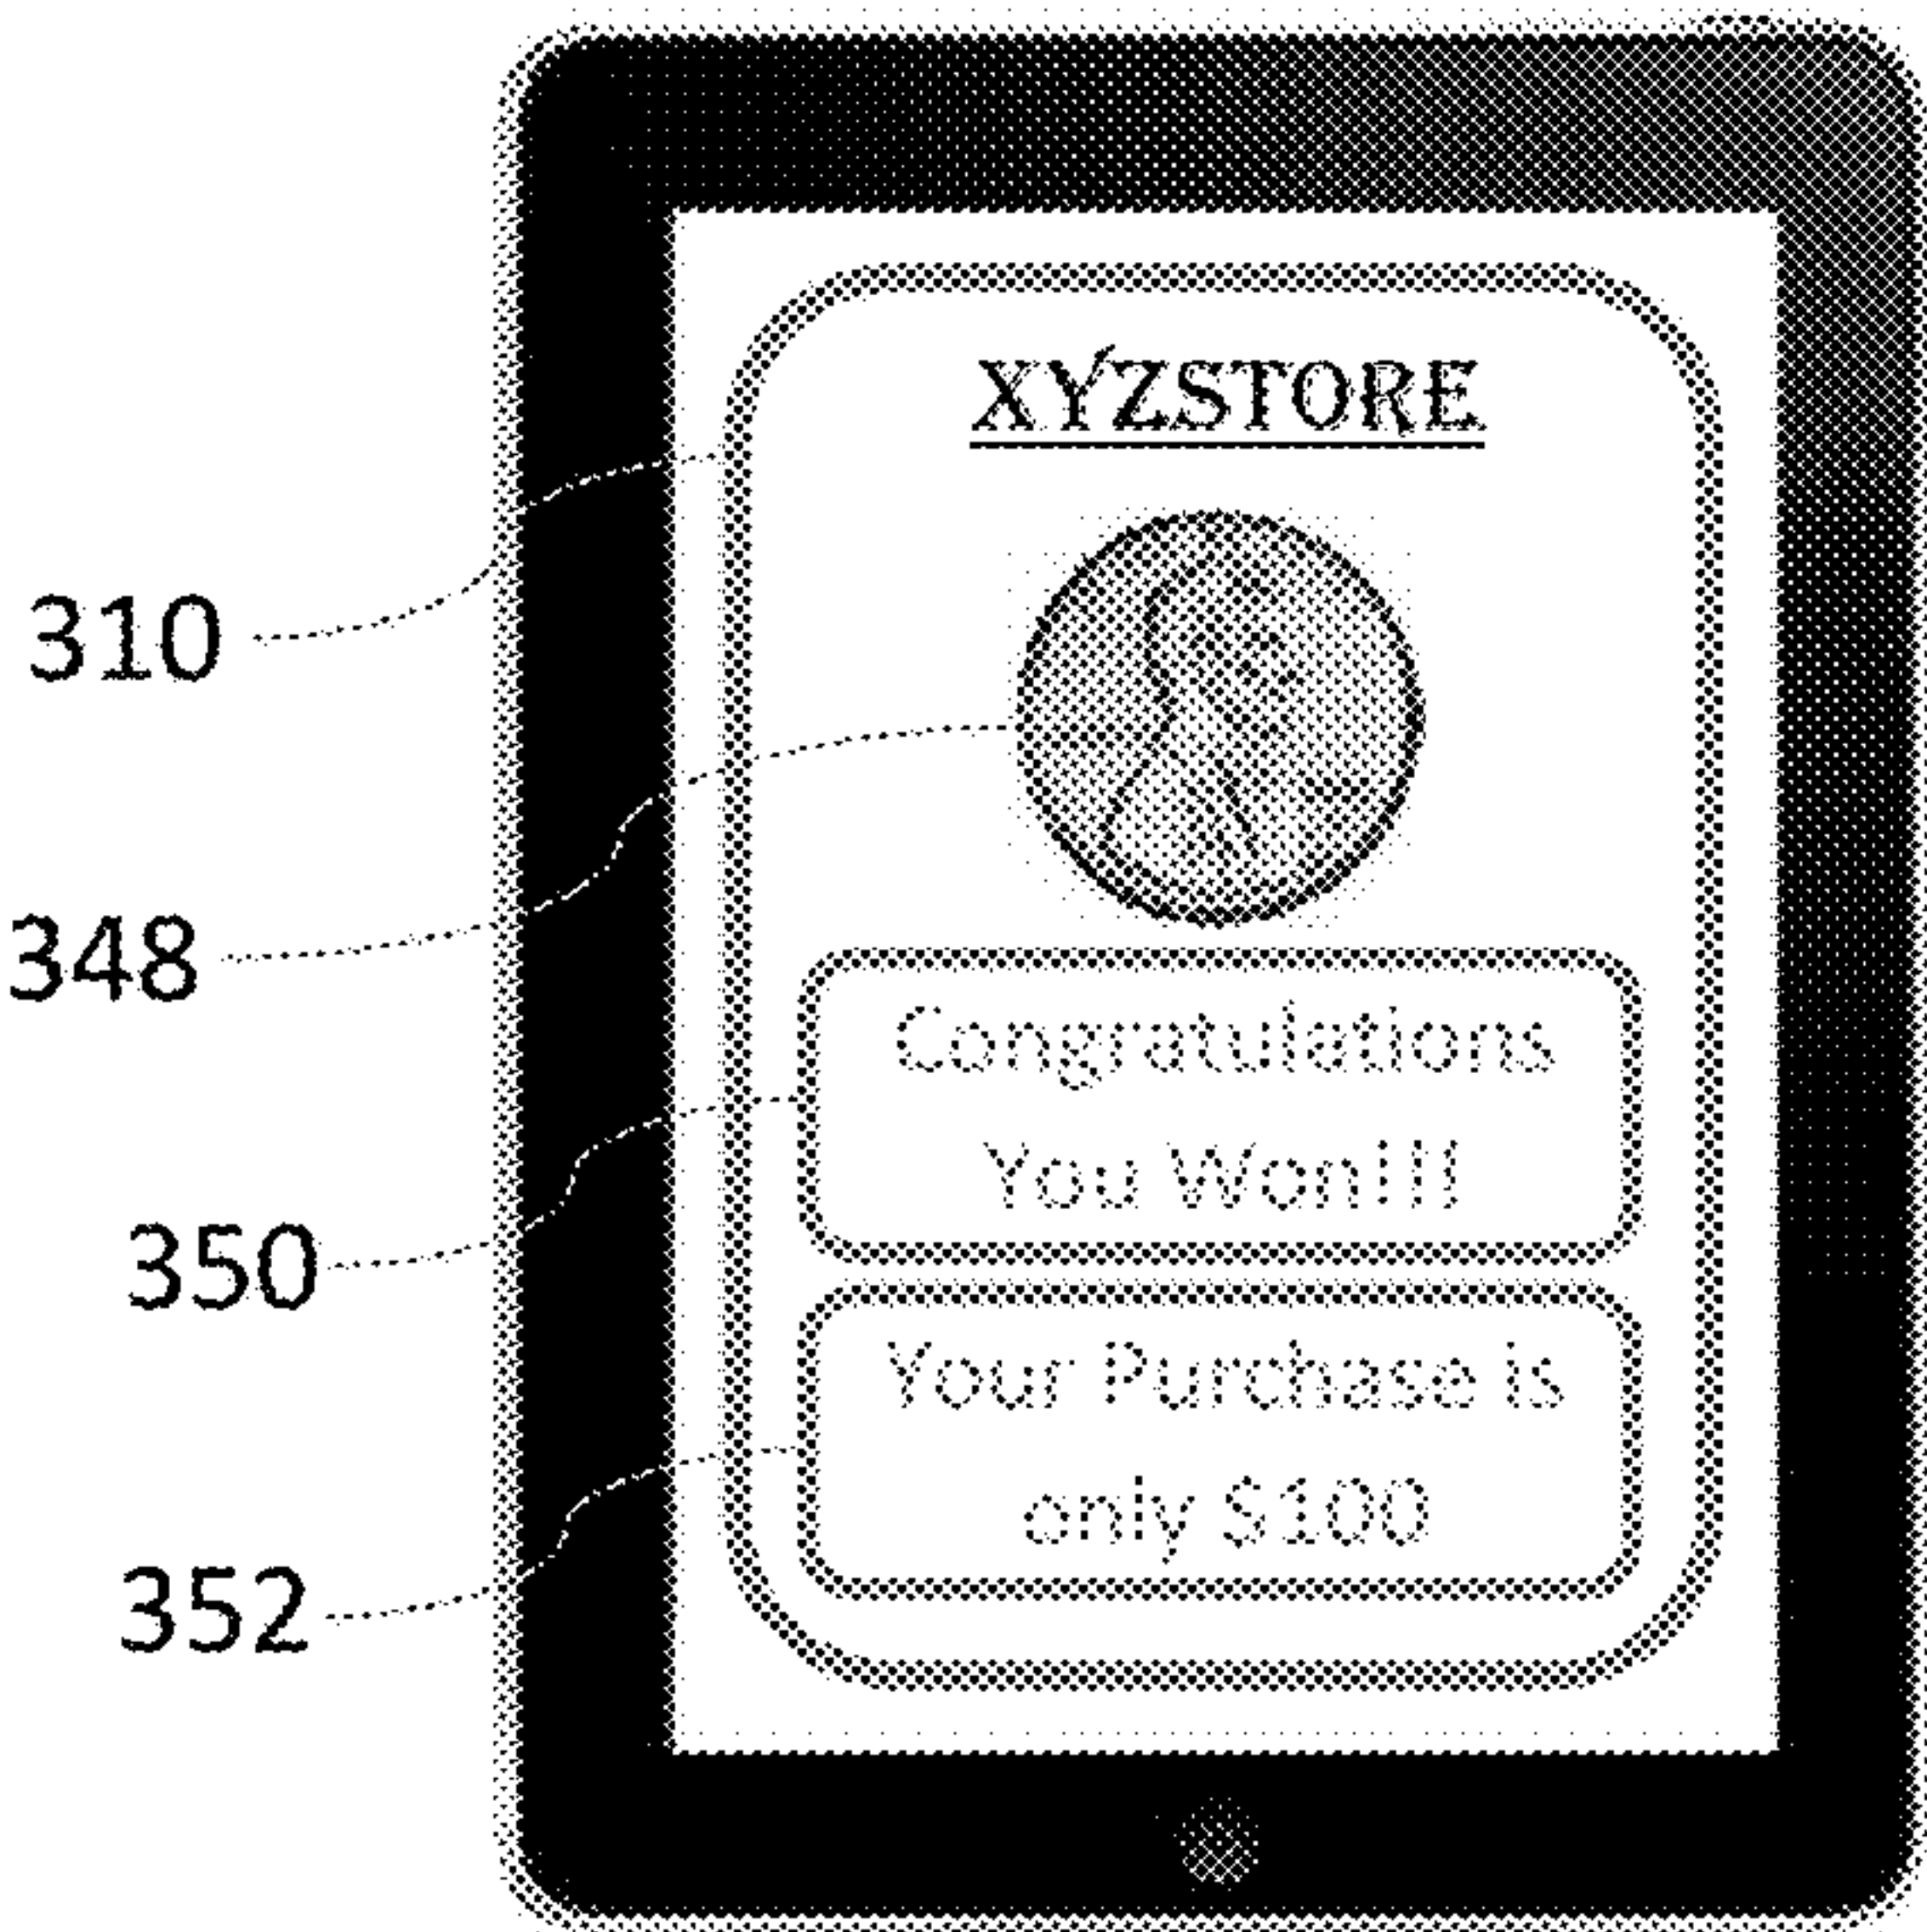 XYZSTORE
310
348
Congratulations
You Won!!!
350
Your Purchase is
only $100
352